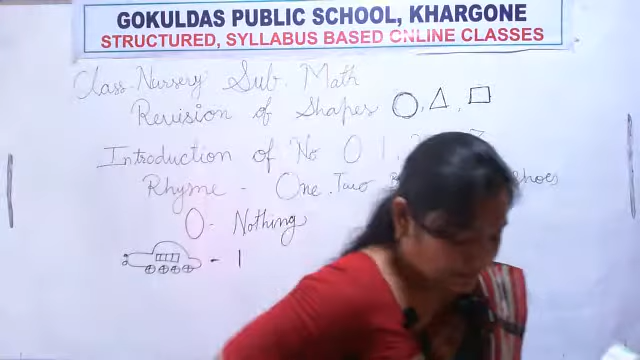 GOKULDAS PUBLIC SCHOOL, KHARGONE
STRUCTURED, SYLLABUS BASED ONLINE CLASSES
Class-Nursery Sub. Math
Revision of Shapes
Introduction of No 0 1,
Rhyme - One Two Shoes
0 - Nothing
- 1